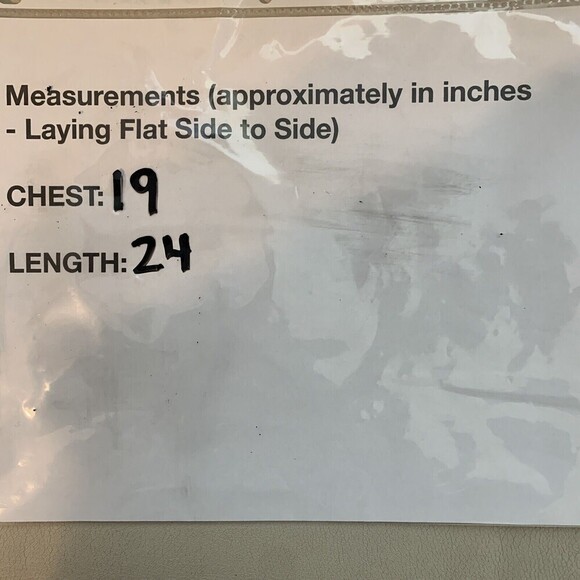 Measurements (approximately in inches
- Laying Flat Side to Side)
CHEST: 19
LENGTH: 24